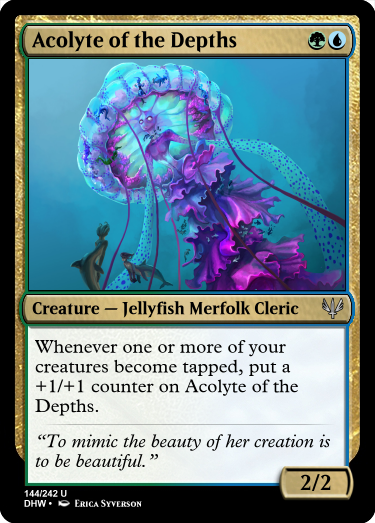 Acolyte of the Depths
Creature — Jellyfish Merfolk Cleric
Whenever one or more of your
creatures become tapped, put a
+1/+1 counter on Acolyte of the
Depths.
“To mimic the beauty of her creation is
to be beautiful.”
2/2
144/242 U
DHW • Erica Syverson